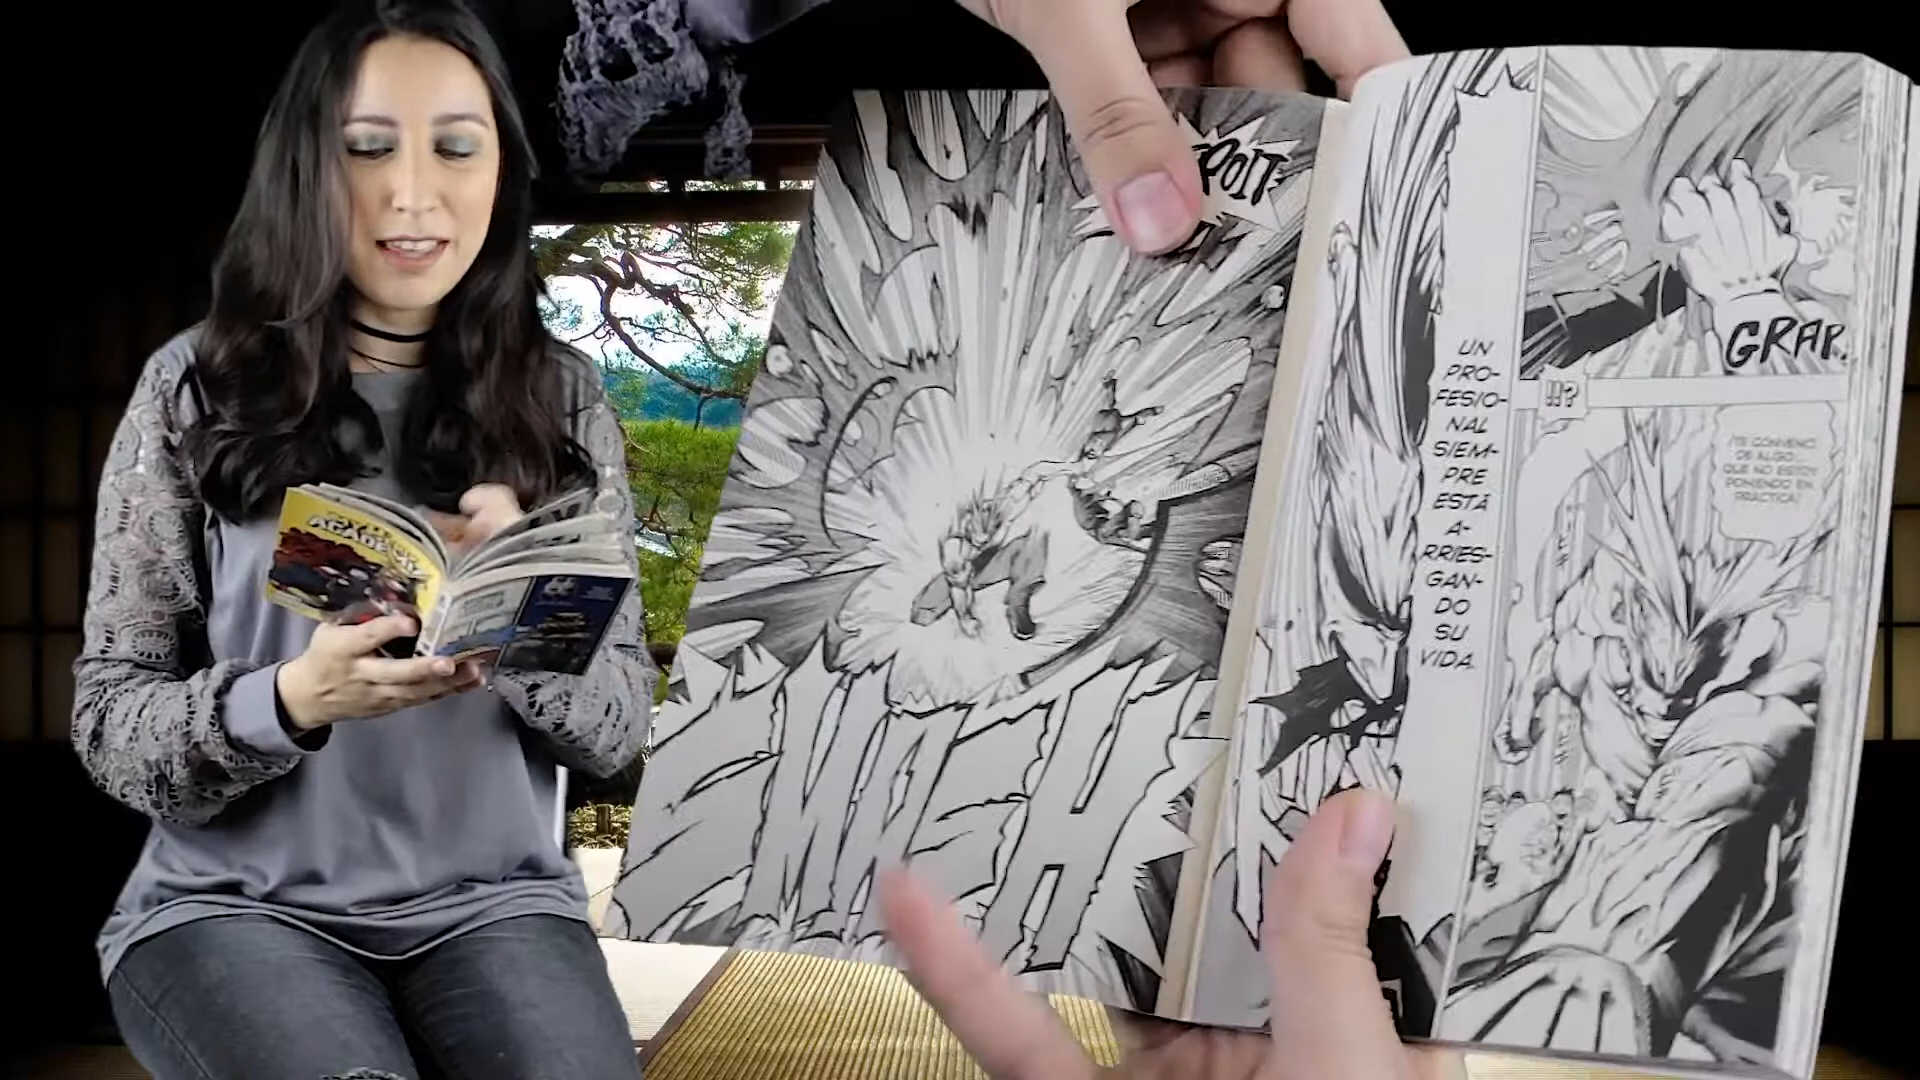 ACADE
SMASH
UN
PRO-
FESIO-
NAL
SIEM-
PRE
ESTÁ
A-
RRIES-
GAN-
DO
SU
VIDA.
GRAP.
!!?
¡TE CONVENCÍ
DE ALGO...
QUE NO ESTOY
PONIENDO EN
PRÁCTICA!